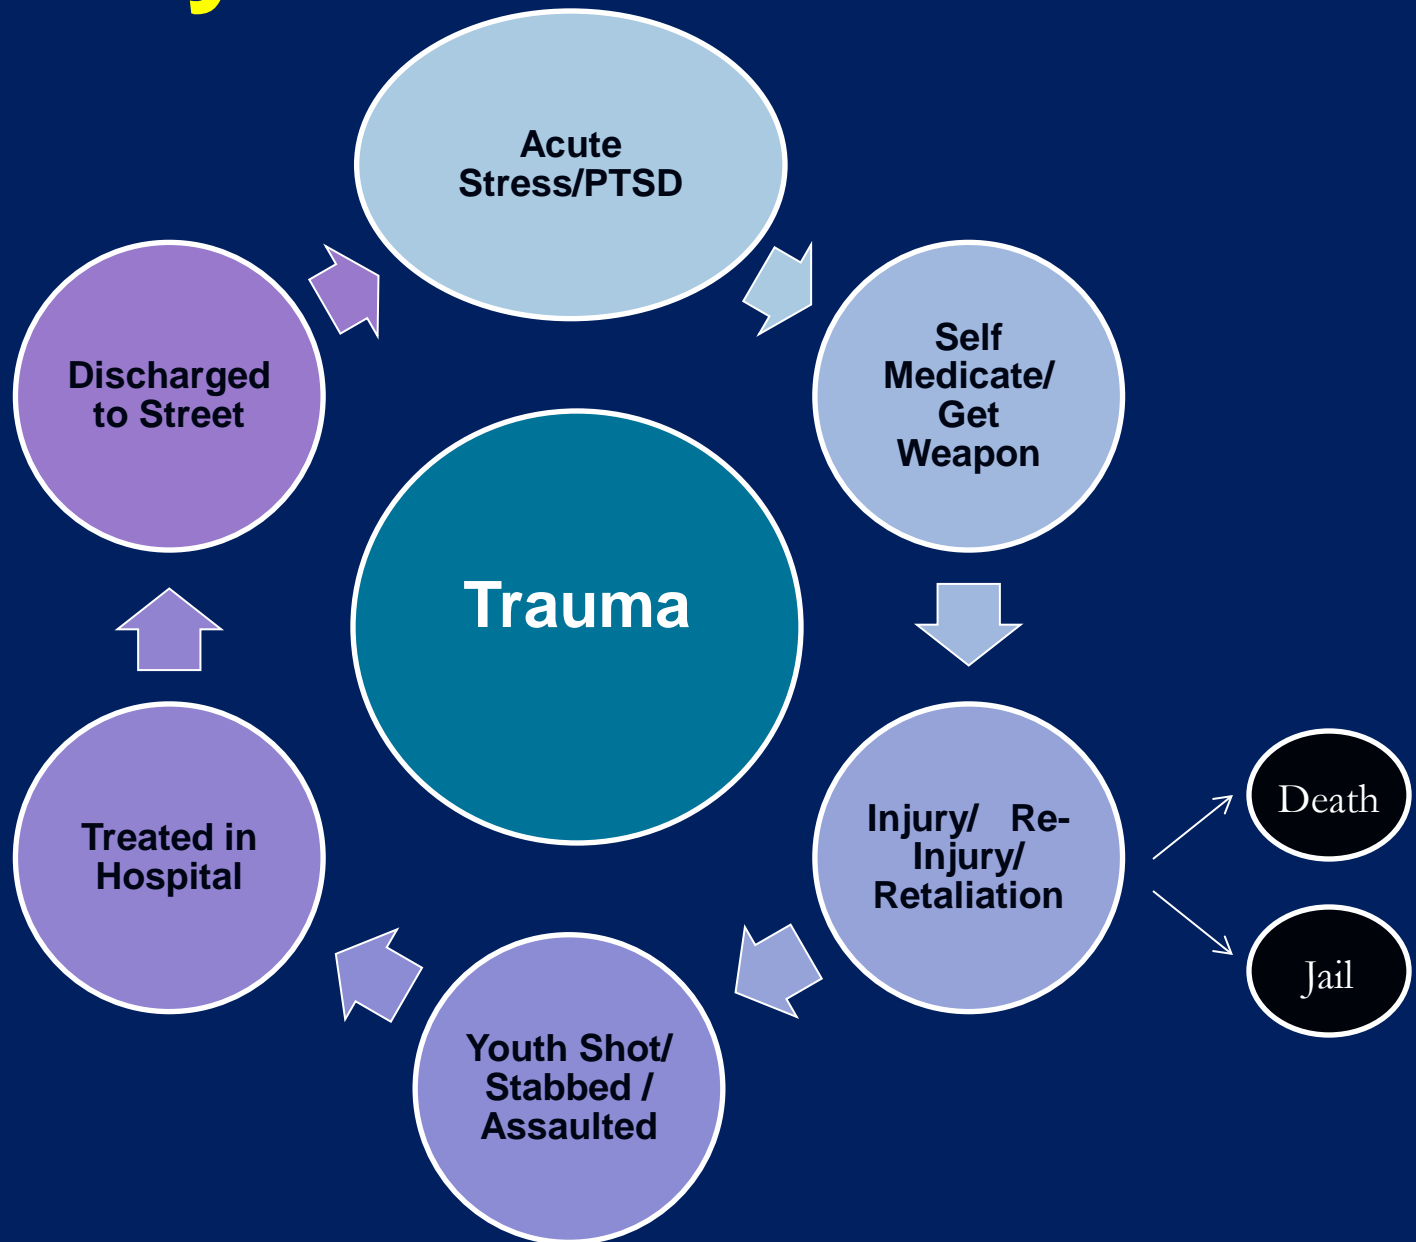 Acute
Stress/PTSD
Self
Medicate/
Get
Weapon
Injury/ Re-
Injury/
Retaliation
Death
Jail
Youth Shot/
Stabbed /
Assaulted
Treated in
Hospital
Discharged
to Street
Trauma